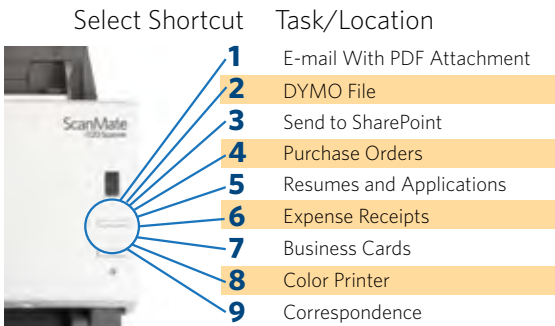 Select Shortcut Task/Location
1 E-mail With PDF Attachment
2 DYMO File
ScanMate
3 Send to SharePoint
4 Purchase Orders
5 Resumes and Applications
6 Expense Receipts
7 Business Cards
8 Color Printer
9 Correspondence